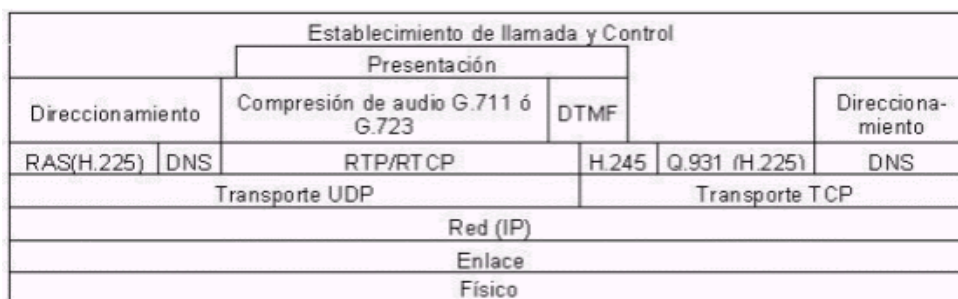 Establecimiento de llamada y Control
Presentación
Direccionamiento
Compresión de audio G.711 ó
G.723
DTMF
Direcciona-
miento
RAS(H.225)
DNS
RTP/RTCP
H.245
Q.931 (H.225)
DNS
Transporte UDP
Transporte TCP
Red (IP)
Enlace
Físico